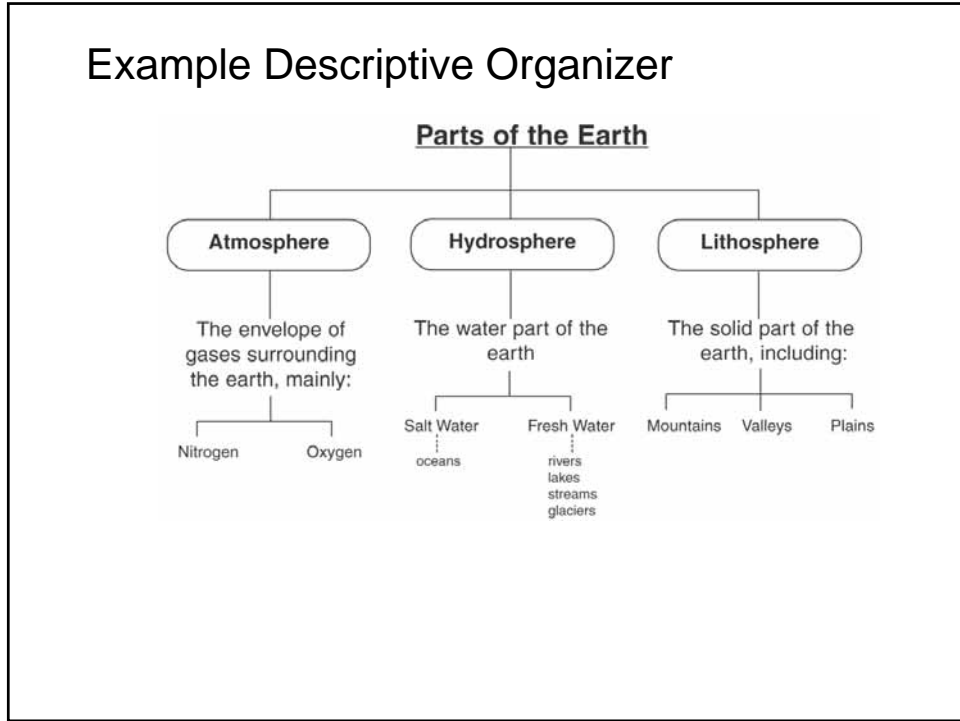 Example Descriptive Organizer
Parts of the Earth
Atmosphere
The envelope of
gases surrounding
the earth, mainly:
Nitrogen
Oxygen
Hydrosphere
The water part of the
earth
Salt Water
oceans
Fresh Water
rivers
lakes
streams
glaciers
Lithosphere
The solid part of the
earth, including:
Mountains
Valleys
Plains